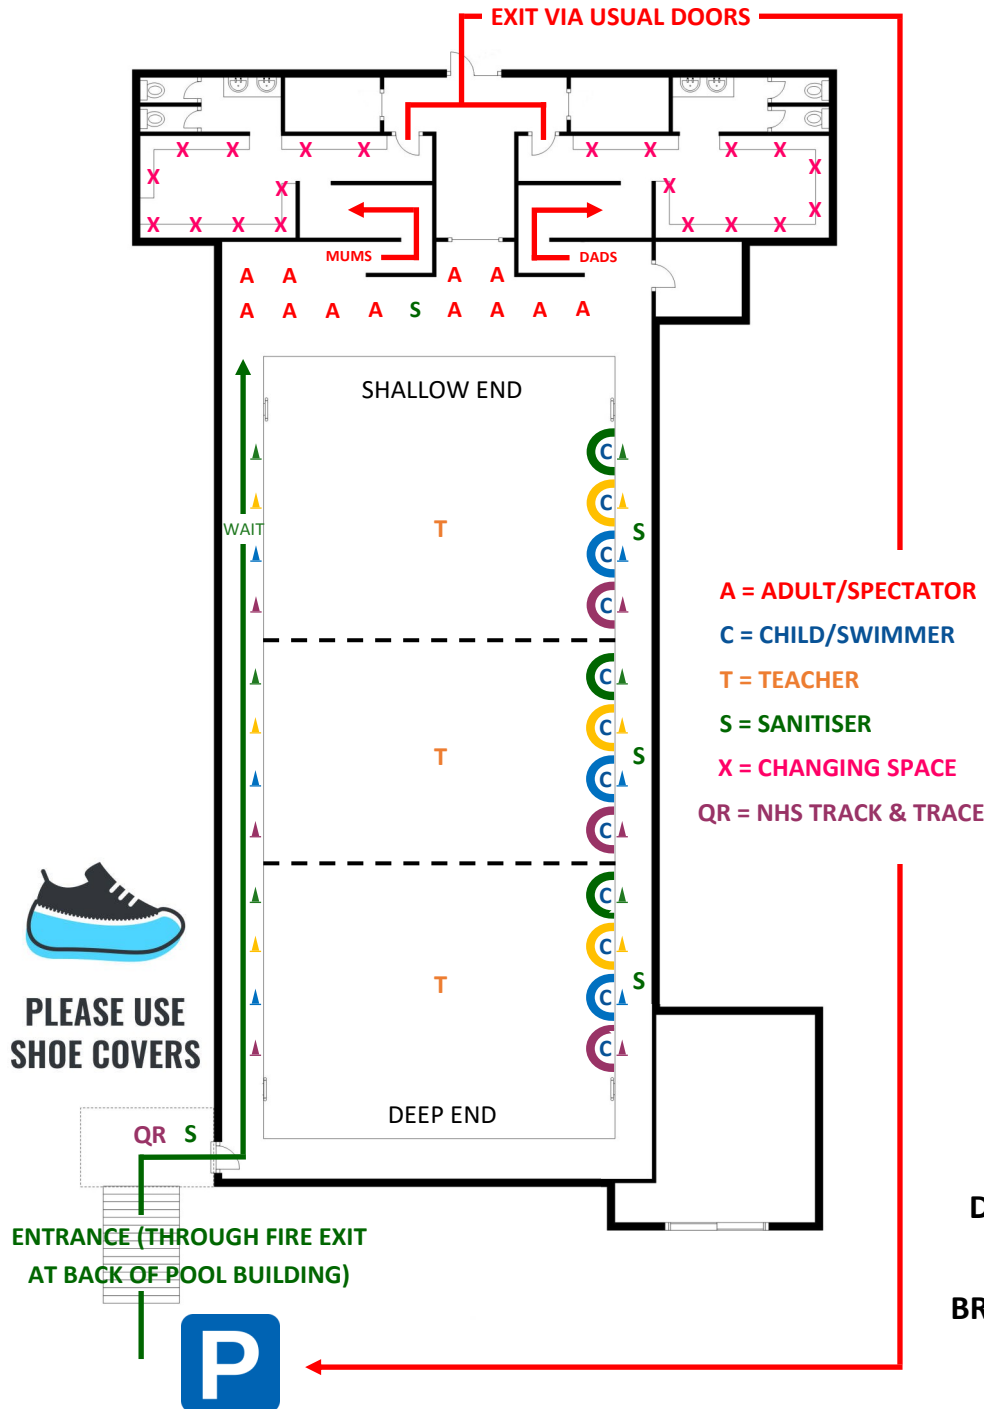 EXIT VIA USUAL DOORS
X X X X X X X X
X X
X X
X X
X X X X X X X
MUMS DADS
A A A A
A A A A S A A A A
SHALLOW END
C
C
WAIT T S
C
C
A = ADULT/SPECTATOR
C = CHILD/SWIMMER
T = TEACHER
S = SANITISER
X = CHANGING SPACE
QR = NHS TRACK & TRACE
C
C
T S
C
C
C
C
T S
C
C
PLEASE USE
SHOE COVERS
DEEP END
QR S
ENTRANCE (THROUGH FIRE EXIT
AT BACK OF POOL BUILDING)
D
BR
P